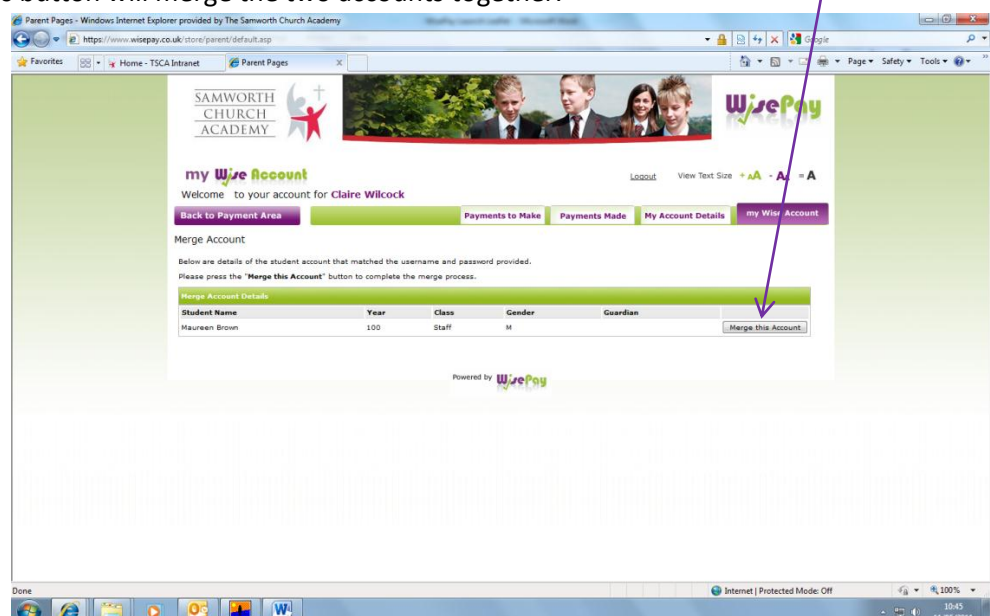 button will merge the two accounts together.
Parent Pages - Windows Internet Explorer provided by The Samworth Church Academy
https://www.wisepay.co.uk/store/parent/default.asp
Google
Favorites
Home - TSCA Intranet
Parent Pages
X
Page
Safety
Tools
SAMWORTH
CHURCH
ACADEMY
WisePay
my Wise Account
Logout
View Text Size + AA - AA = A
Welcome to your account for Claire Wilcock
Back to Payment Area
Payments to Make
Payments Made
My Account Details
my Wise Account
Merge Account
Below are details of the student account that matched the username and password provided.
Please press the "Merge this Account" button to complete the merge process.
Merge Account Details
Student Name Year Class Gender Guardian
Maureen Brown 100 Staff M Merge this Account
Powered by WisePay
Done
Internet | Protected Mode: Off
100%
10:45